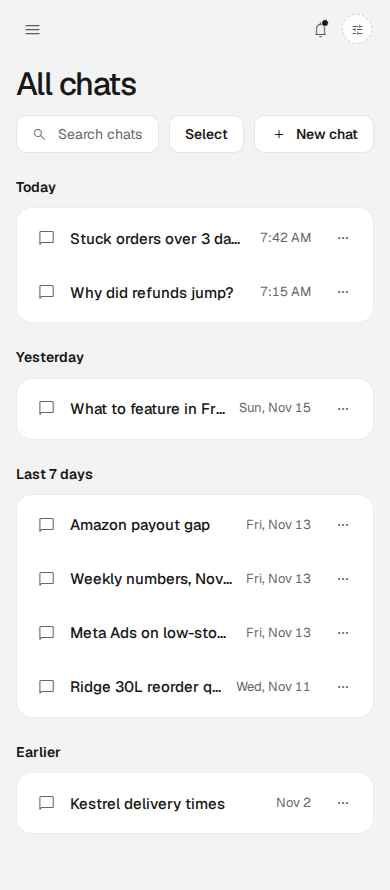 All chats
Search chats
Select
New chat
Today
Stuck orders over 3 da... 7:42 AM
Why did refunds jump? 7:15 AM
Yesterday
What to feature in Fr... Sun, Nov 15
Last 7 days
Amazon payout gap Fri, Nov 13
Weekly numbers, Nov... Fri, Nov 13
Meta Ads on low-sto... Fri, Nov 13
Ridge 30L reorder q... Wed, Nov 11
Earlier
Kestrel delivery times Nov 2